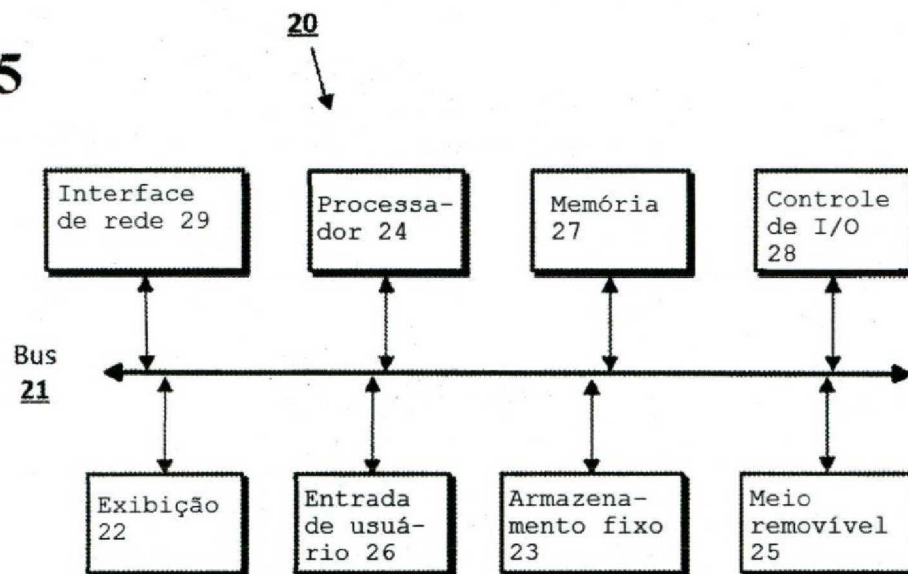 20
5
Interface
de rede 29
Processa-
dor 24
Memória
27
Controle
de I/O
28
Bus
21
Exibição
22
Entrada
de usuá-
rio 26
Armazena-
mento fixo
23
Meio
removível
25